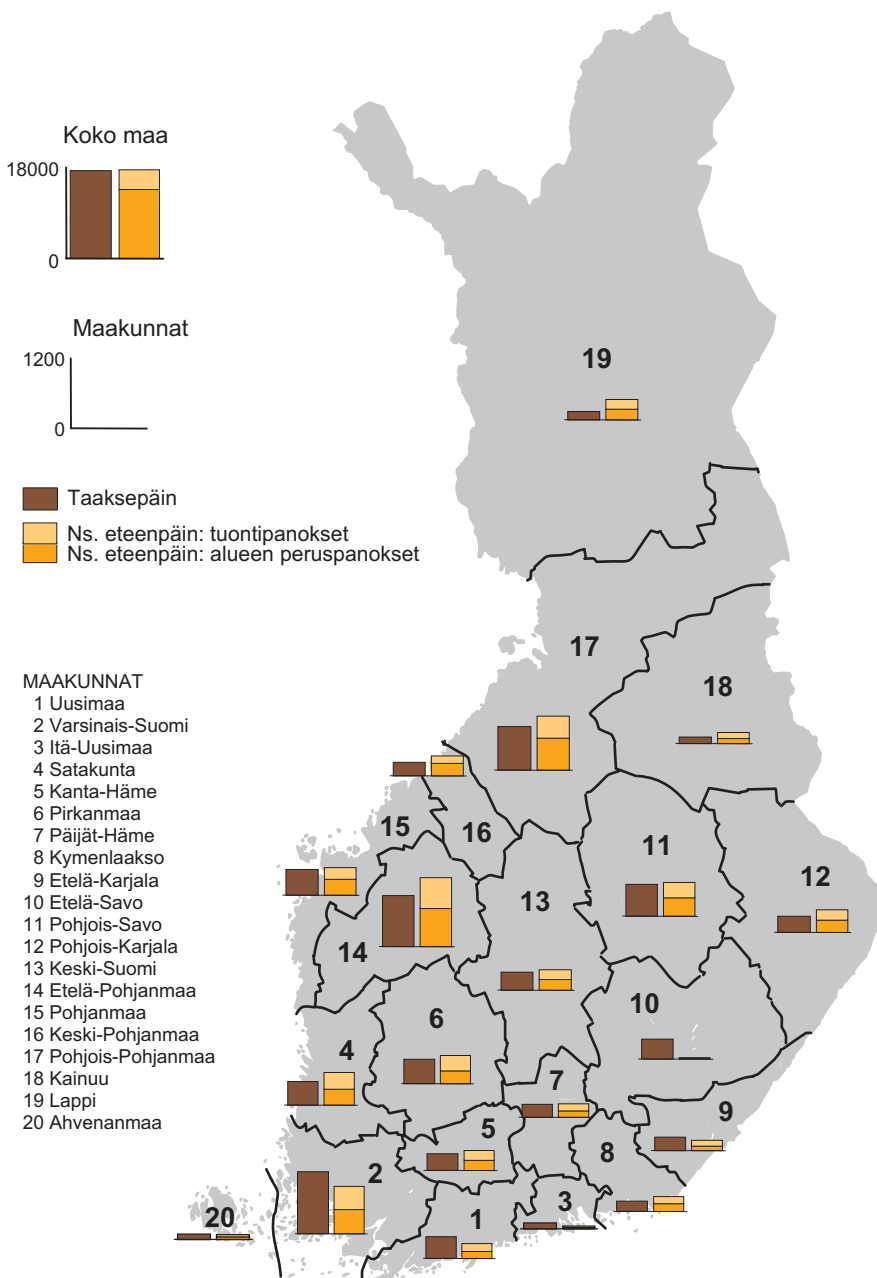 Koko maa
18000
0
Maakunnat
1200
0
Taaksepäin
Ns. eteenpäin: tuontipanokset
Ns. eteenpäin: alueen peruspanokset
MAAKUNNAT
1 Uusimaa
2 Varsinais-Suomi
3 Itä-Uusimaa
4 Satakunta
5 Kanta-Häme
6 Pirkanmaa
7 Päijät-Häme
8 Kymenlaakso
9 Etelä-Karjala
10 Etelä-Savo
11 Pohjois-Savo
12 Pohjois-Karjala
13 Keski-Suomi
14 Etelä-Pohjanmaa
15 Pohjanmaa
16 Keski-Pohjanmaa
17 Pohjois-Pohjanmaa
18 Kainuu
19 Lappi
20 Ahvenanmaa
19
17
18
15
16
11
12
13
14
10
6
4
7
9
5
8
2
3
20
1